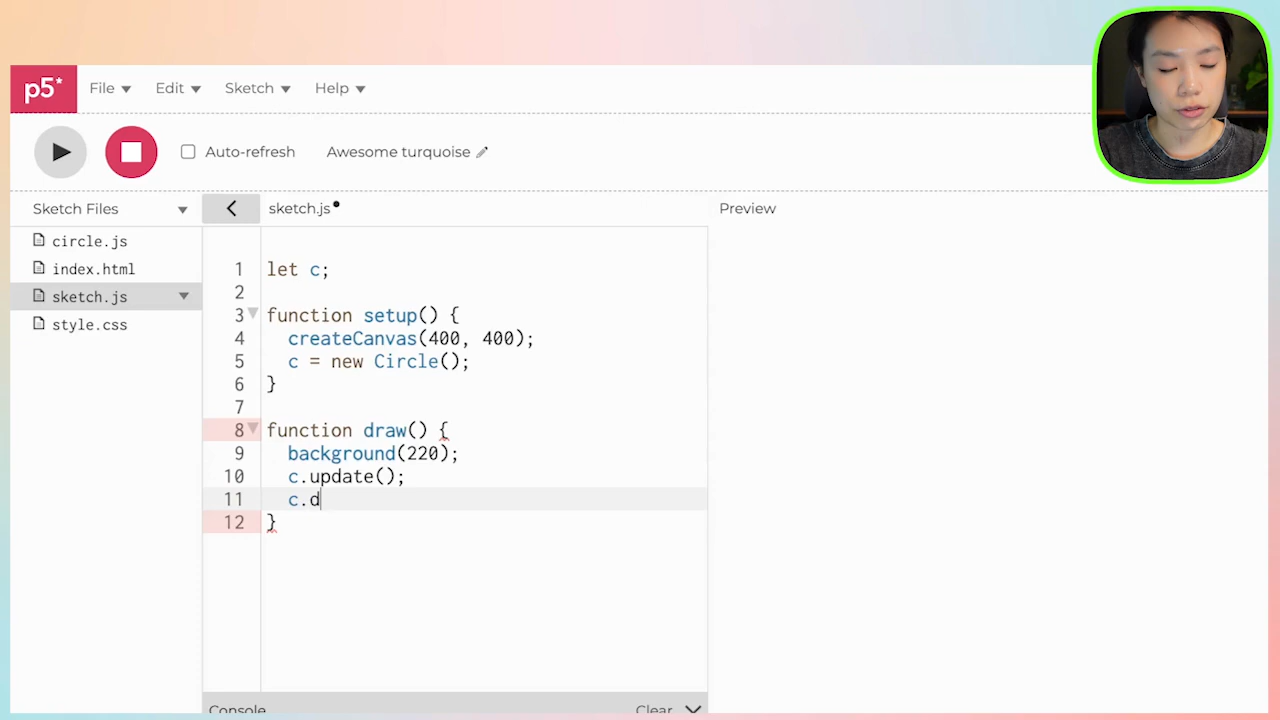 p5*
File
Edit
Sketch
Help
Auto-refresh
Awesome turquoise
Sketch Files
sketch.js
Preview
circle.js
index.html
sketch.js
style.css
1 let c;
2
3 function setup() {
4 createCanvas(400, 400);
5 c = new Circle();
6 }
7
8 function draw() {
9 background(220);
10 c.update();
11 c.d
12 }
Console
Clear